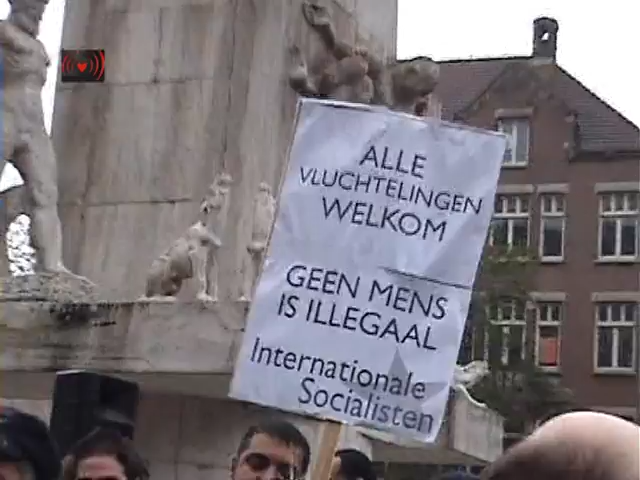 ALLE
VLUCHTELINGEN
WELKOM
GEEN MENS
IS ILLEGAAL
Internationale
Socialisten